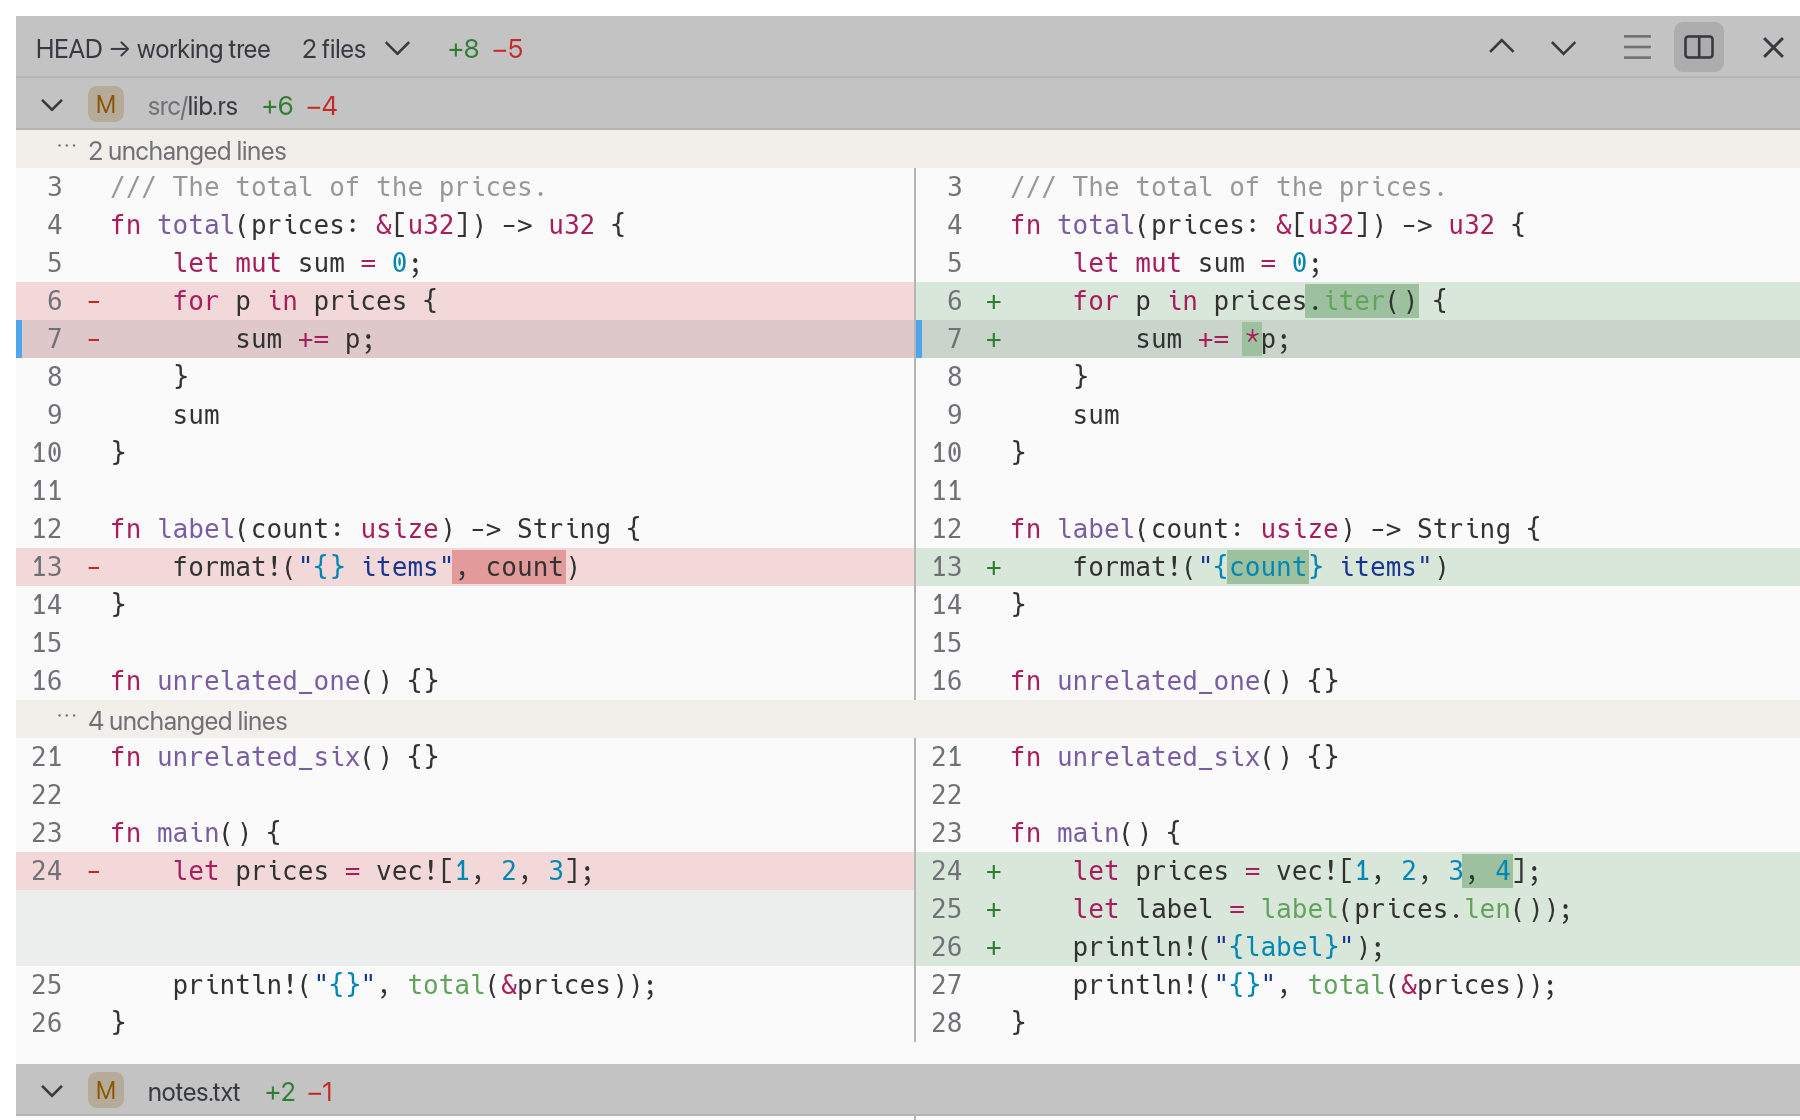 HEAD → working tree 2 files +8 −5
M src/lib.rs +6 −4
··· 2 unchanged lines
3 /// The total of the prices. 3 /// The total of the prices.
4 fn total(prices: &[u32]) -> u32 { 4 fn total(prices: &[u32]) -> u32 {
5     let mut sum = 0; 5     let mut sum = 0;
6 −     for p in prices { 6 +     for p in prices.iter() {
7 −         sum += p; 7 +         sum += *p;
8     } 8     }
9     sum 9     sum
10 } 10 }
11 11
12 fn label(count: usize) -> String { 12 fn label(count: usize) -> String {
13 −     format!("{} items", count) 13 +     format!("{count} items")
14 } 14 }
15 15
16 fn unrelated_one() {} 16 fn unrelated_one() {}
··· 4 unchanged lines
21 fn unrelated_six() {} 21 fn unrelated_six() {}
22 22
23 fn main() { 23 fn main() {
24 −     let prices = vec![1, 2, 3]; 24 +     let prices = vec![1, 2, 3, 4];
25 +     let label = label(prices.len());
26 +     println!("{label}");
25     println!("{}", total(&prices)); 27     println!("{}", total(&prices));
26 } 28 }
M notes.txt +2 −1